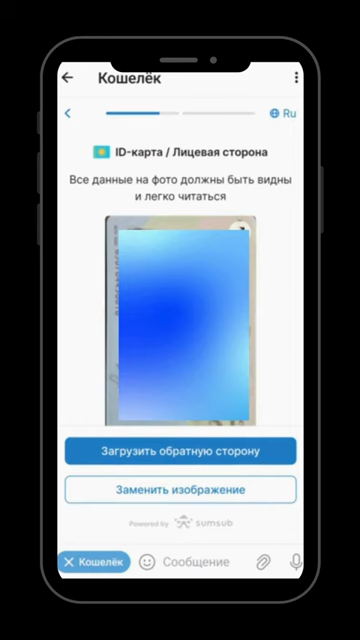 Кошелёк
Ru
ID-карта / Лицевая сторона
Все данные на фото должны быть видны
и легко читаться
Загрузить обратную сторону
Заменить изображение
Powered by sumsub
Кошелёк
Сообщение